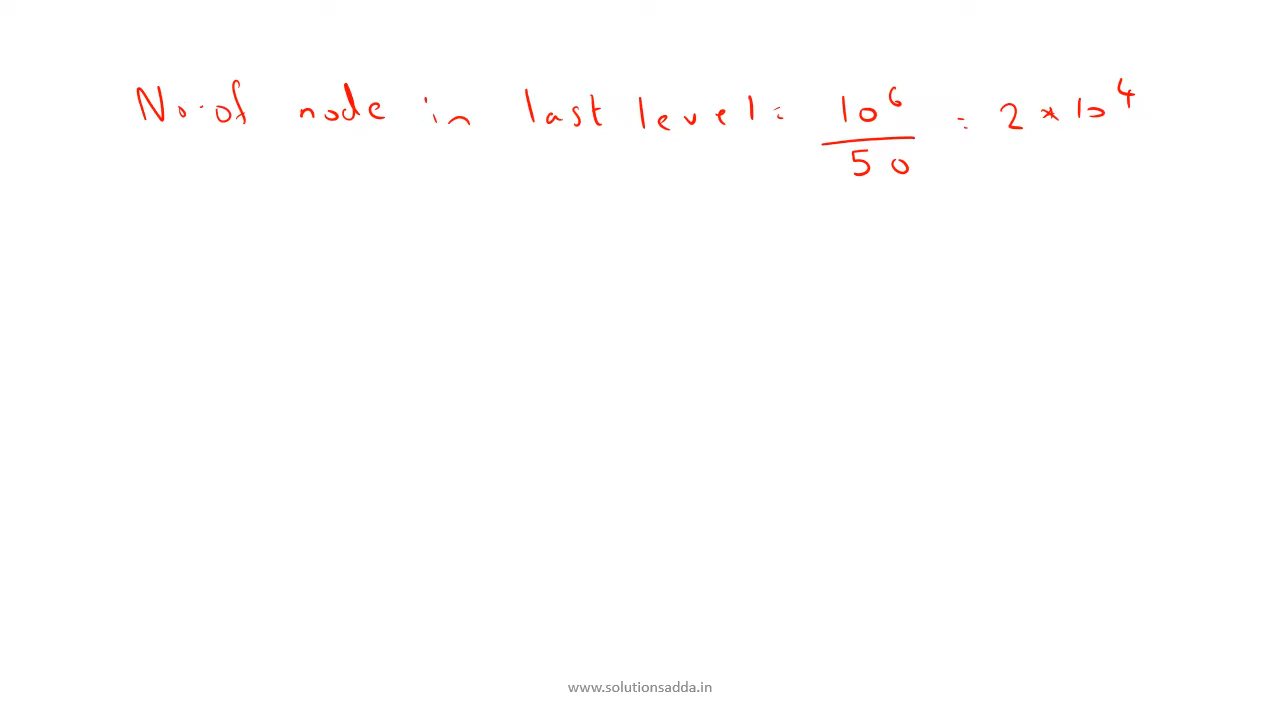 No. of node in last level = 10^6 / 50 = 2 * 10^4
www.solutionsadda.in